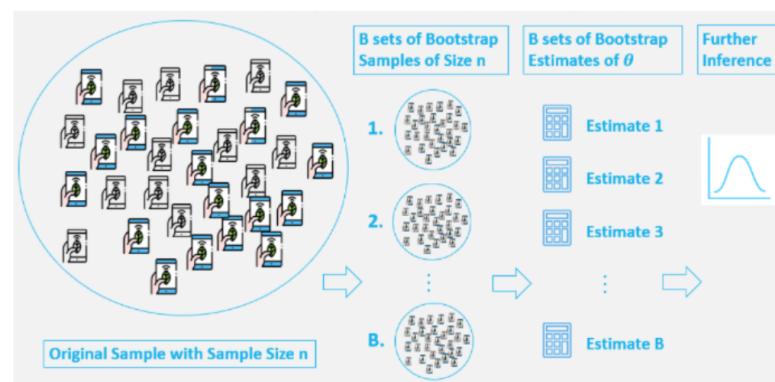 B sets of Bootstrap
Samples of Size n
B sets of Bootstrap
Estimates of θ
Further
Inference
1.
Estimate 1
Estimate 2
2.
Estimate 3
⋮
⋮
B.
Estimate B
Original Sample with Sample Size n